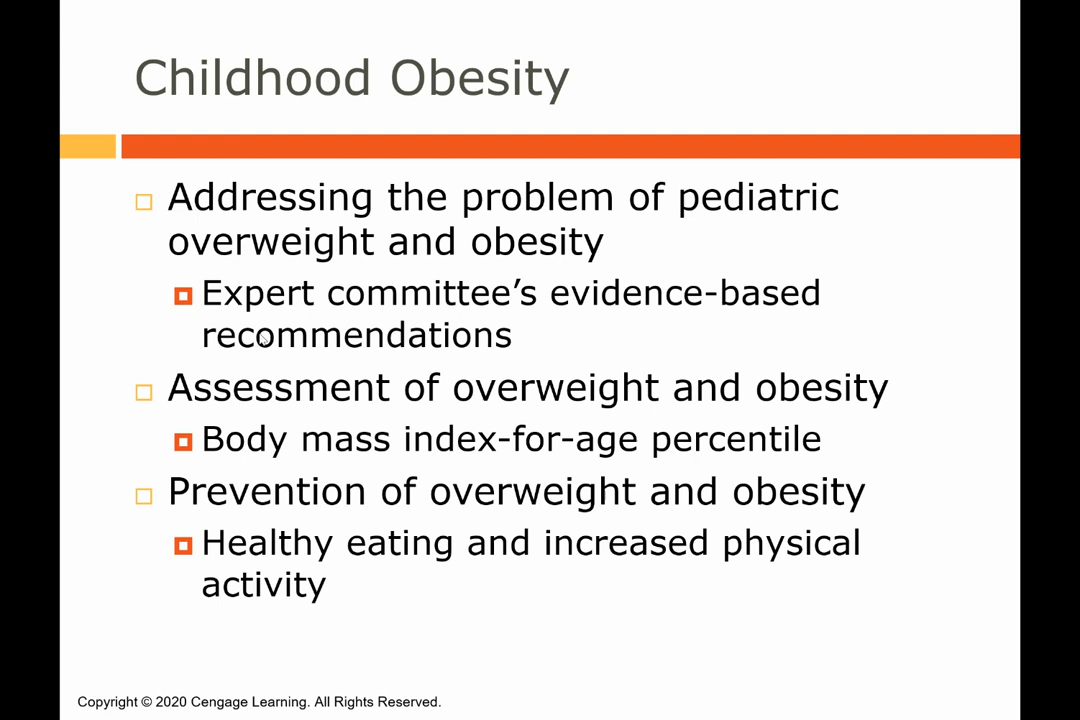 Childhood Obesity
Addressing the problem of pediatric
overweight and obesity
Expert committee’s evidence-based
recommendations
Assessment of overweight and obesity
Body mass index-for-age percentile
Prevention of overweight and obesity
Healthy eating and increased physical
activity
Copyright © 2020 Cengage Learning. All Rights Reserved.